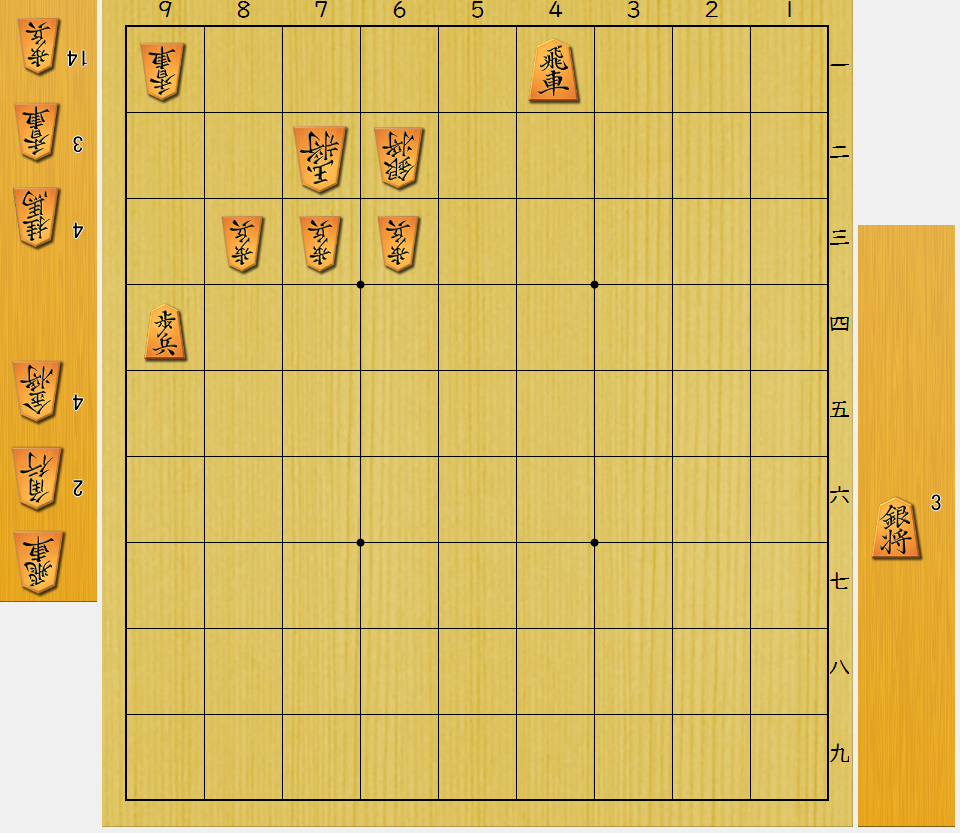 9 8 7 6 5 4 3 2 1
香車 飛車 一
玉将 銀将 二
歩兵 歩兵 歩兵 三
歩兵 四
五
六
七
八
九
歩兵 14
香車 3
桂馬 4
金将 4
角行 2
飛車
銀将 3